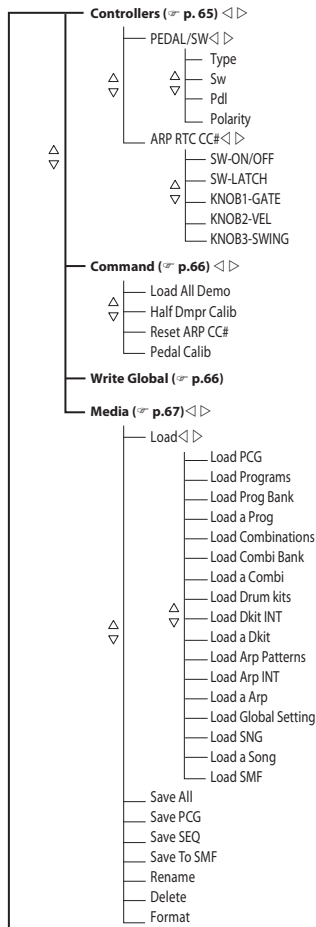 Controllers (☞ p. 65) ◁ ▷
PEDAL/SW◁ ▷
Type
Sw
Pdl
Polarity
ARP RTC CC#◁ ▷
SW-ON/OFF
SW-LATCH
KNOB1-GATE
KNOB2-VEL
KNOB3-SWING
Command (☞ p.66) ◁ ▷
Load All Demo
Half Dmpr Calib
Reset ARP CC#
Pedal Calib
Write Global (☞ p.66)
Media (☞ p.67)◁ ▷
Load◁ ▷
Load PCG
Load Programs
Load Prog Bank
Load a Prog
Load Combinations
Load Combi Bank
Load a Combi
Load Drum kits
Load Dkit INT
Load a Dkit
Load Arp Patterns
Load Arp INT
Load a Arp
Load Global Setting
Load SNG
Load a Song
Load SMF
Save All
Save PCG
Save SEQ
Save To SMF
Rename
Delete
Format